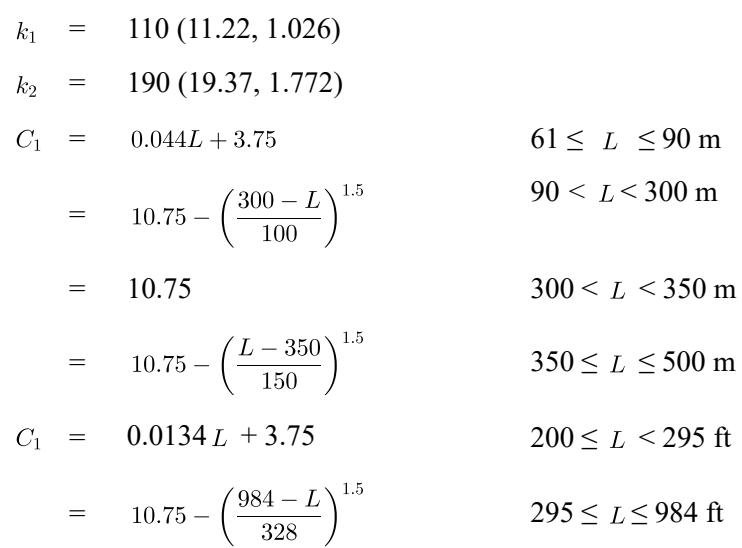 k₁ = 110 (11.22, 1.026)
k₂ = 190 (19.37, 1.772)
C₁ = 0.044L + 3.75 61 ≤ L ≤ 90 m
= 10.75 − ((300 − L)/100)^1.5 90 < L < 300 m
= 10.75 300 < L < 350 m
= 10.75 − ((L − 350)/150)^1.5 350 ≤ L ≤ 500 m
C₁ = 0.0134 L + 3.75 200 ≤ L < 295 ft
= 10.75 − ((984 − L)/328)^1.5 295 ≤ L ≤ 984 ft